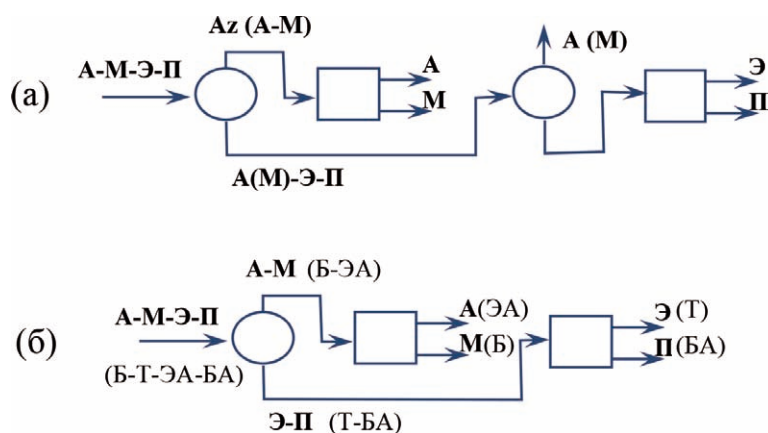 Az (А-М)
А (М)
А-М-Э-П
А
М
Э
П
(а)
А(М)-Э-П
А-М (Б-ЭА)
А-М-Э-П
А(ЭА)
М(Б)
Э (Т)
П(БА)
(б)
(Б-Т-ЭА-БА)
Э-П (Т-БА)